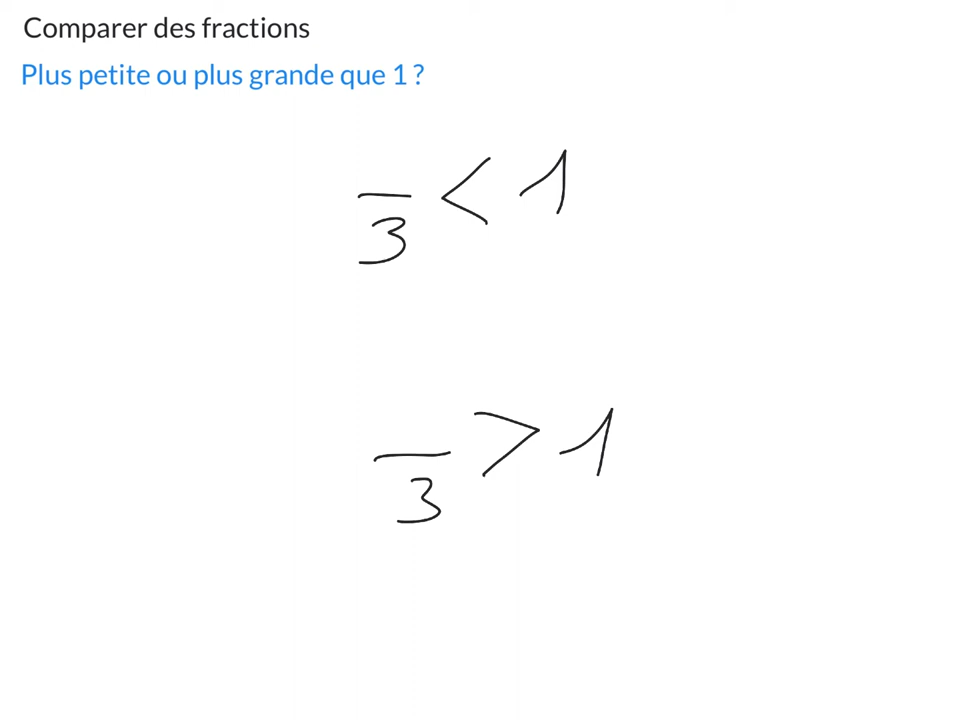 Comparer des fractions
Plus petite ou plus grande que 1 ?
— < 1
3
— > 1
3